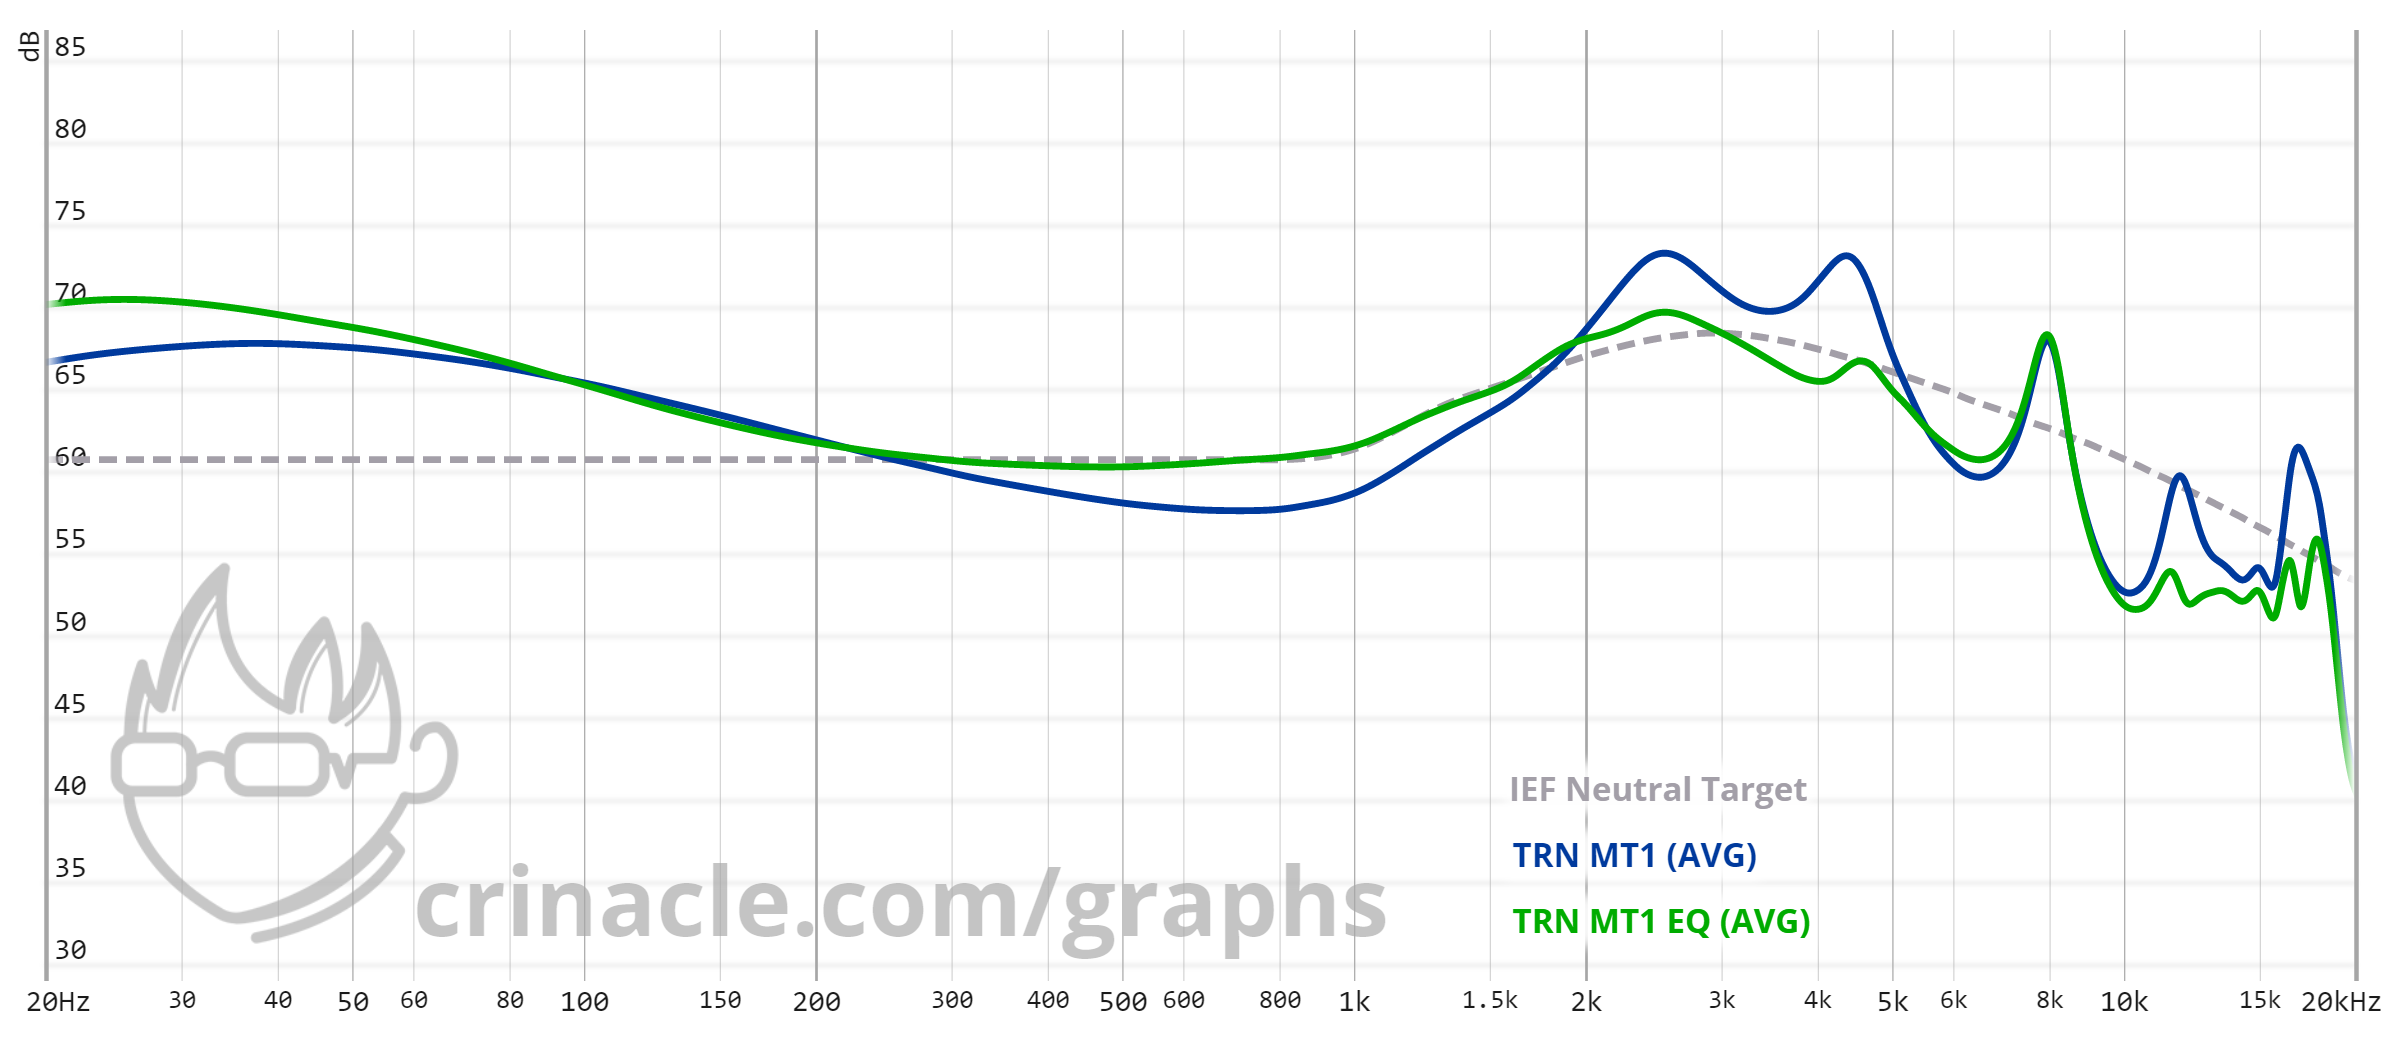 dB
85
80
75
70
65
60
55
50
45
40
35
30
IEF Neutral Target
TRN MT1 (AVG)
TRN MT1 EQ (AVG)
crinacle.com/graphs
20Hz 30 40 50 60 80 100 150 200 300 400 500 600 800 1k 1.5k 2k 3k 4k 5k 6k 8k 10k 15k 20kHz